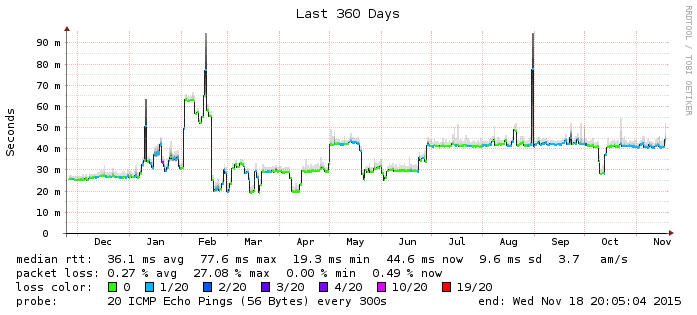 Last 360 Days
RRDTOOL / TOBI OETIKER
Seconds
90 m
80 m
70 m
60 m
50 m
40 m
30 m
20 m
10 m
0
Dec Jan Feb Mar Apr May Jun Jul Aug Sep Oct Nov
median rtt: 36.1 ms avg 77.6 ms max 19.3 ms min 44.6 ms now 9.6 ms sd 3.7 am/s
packet loss: 0.27 % avg 27.08 % max 0.00 % min 0.49 % now
loss color: 0 1/20 2/20 3/20 4/20 10/20 19/20
probe: 20 ICMP Echo Pings (56 Bytes) every 300s end: Wed Nov 18 20:05:04 2015